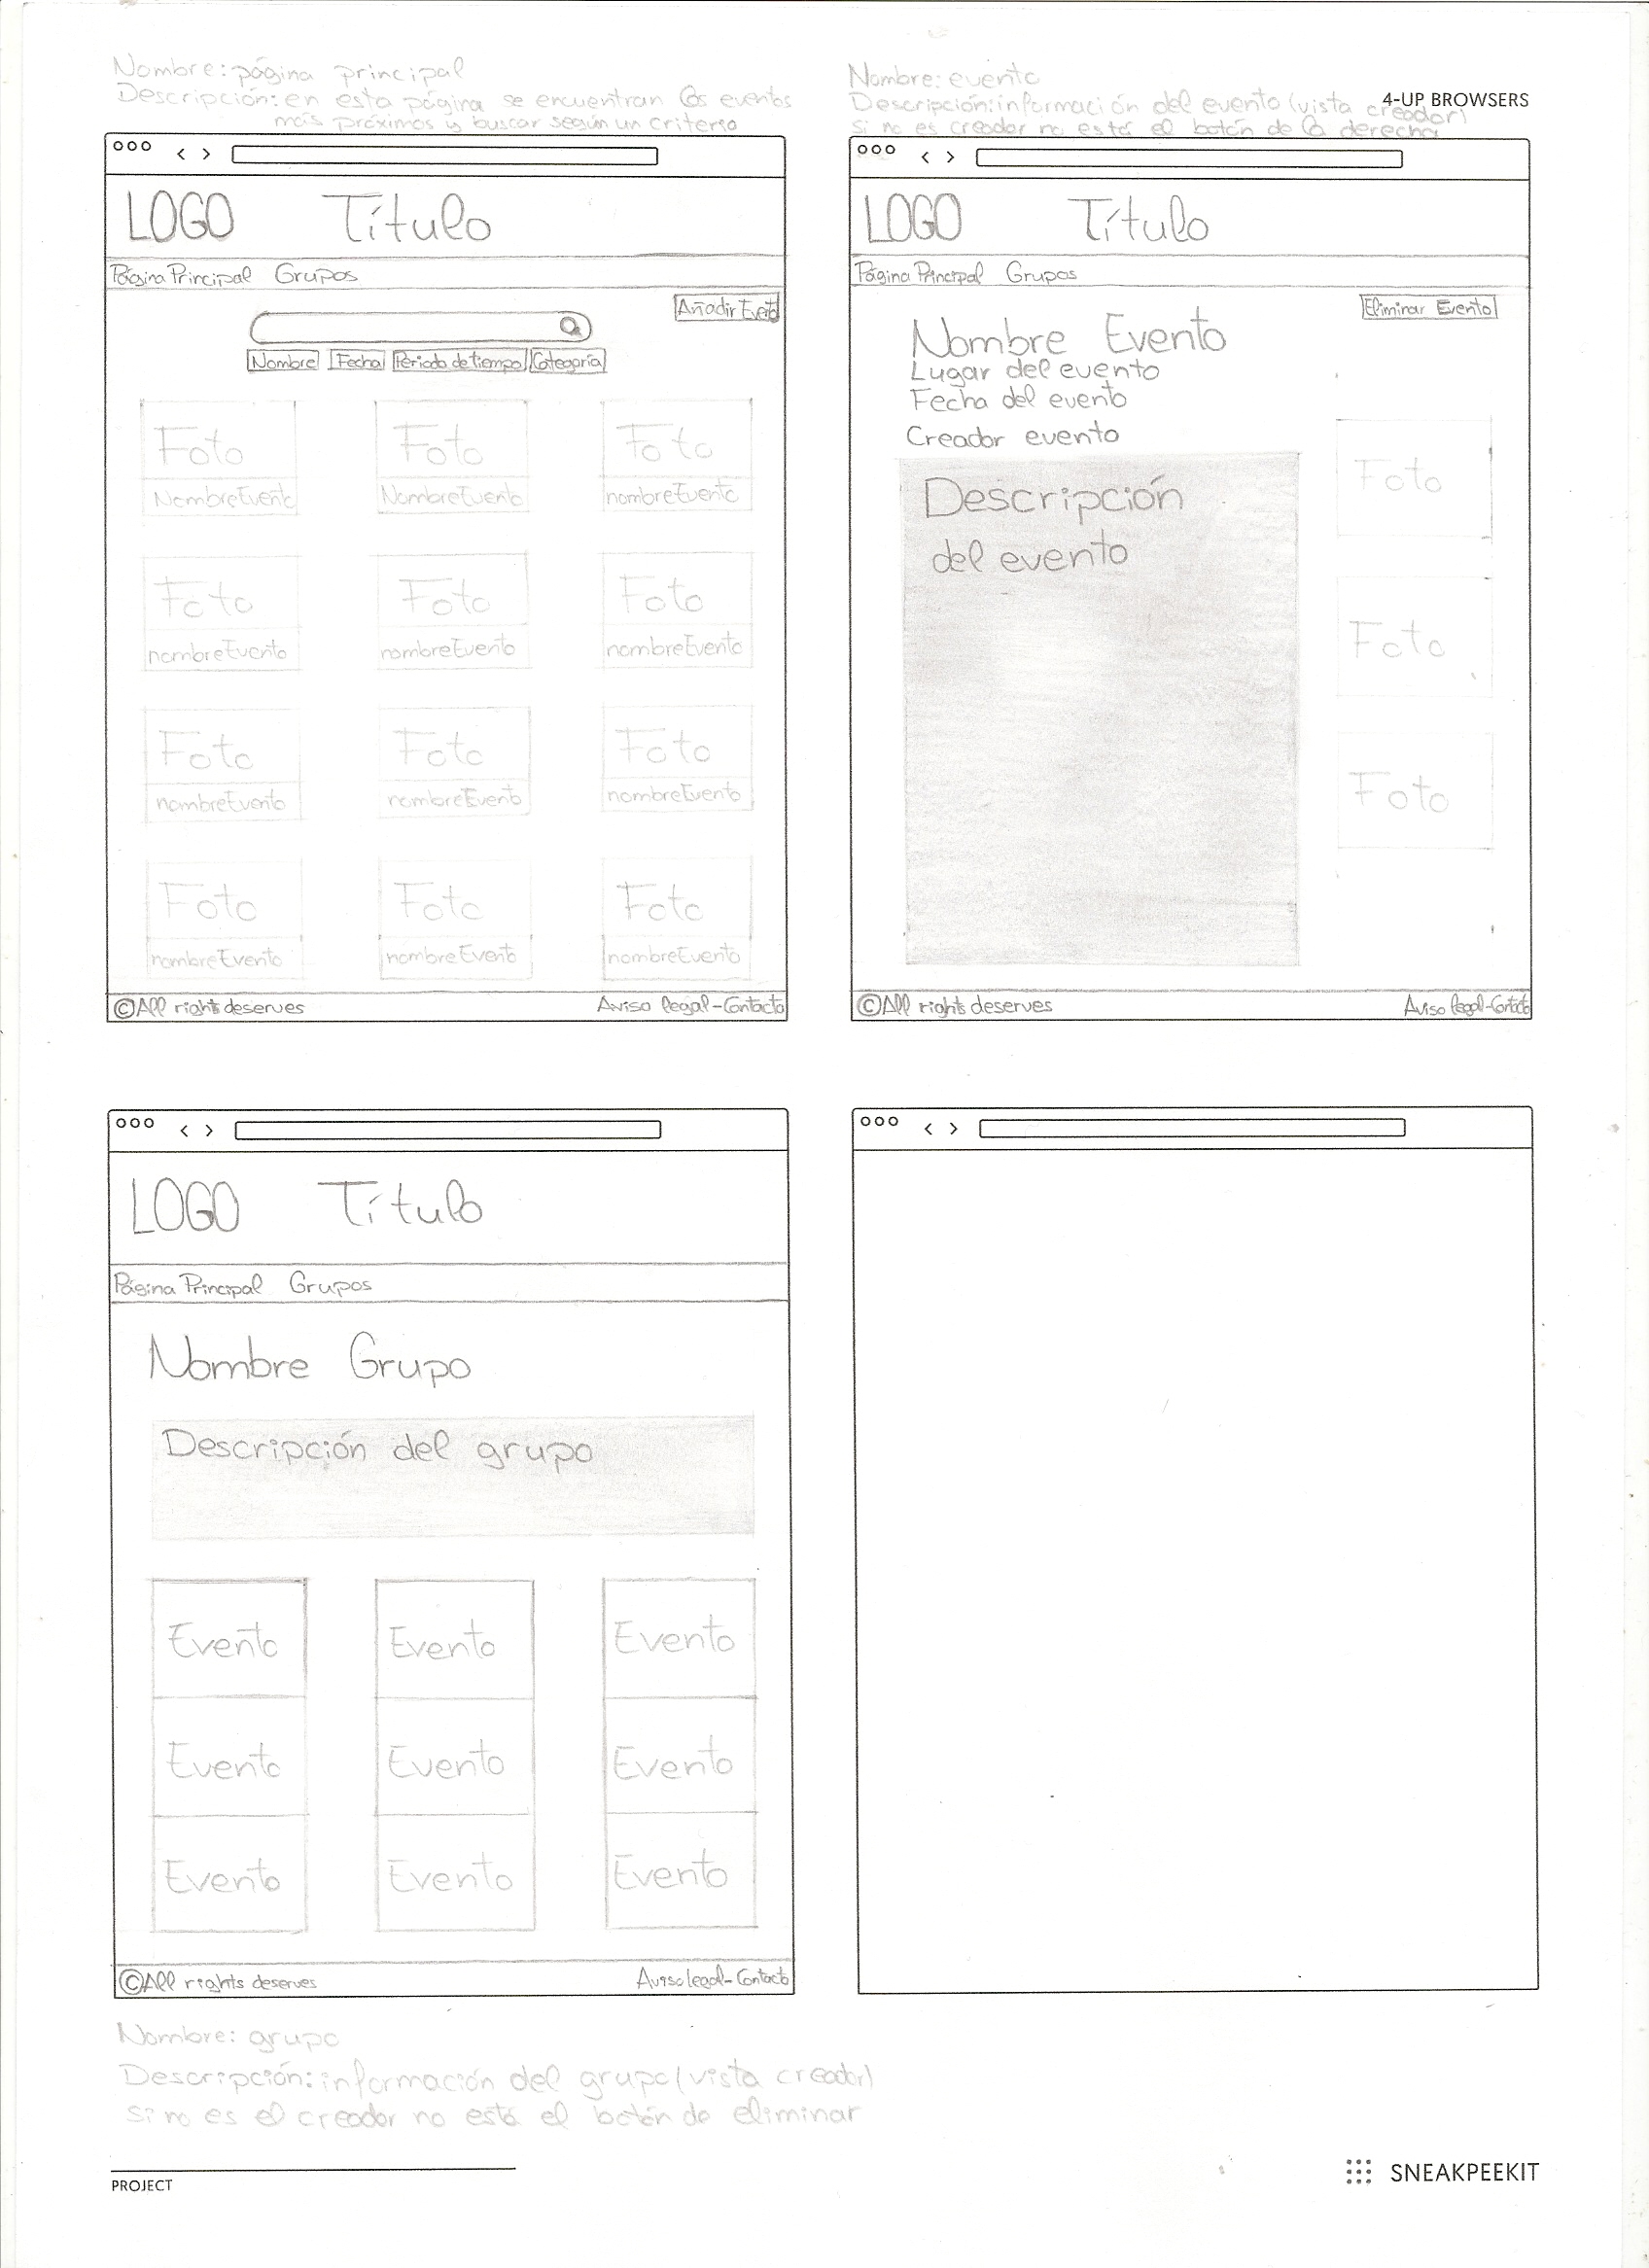 Nombre: página principal
Descripción: en esta página se encuentran los eventos
más próximos y buscar según un criterio
LOGO Título
Página Principal Grupos
Añadir Evento
Nombre Fecha Periodo de tiempo Categoría
Foto Foto Foto
NombreEvento NombreEvento nombreEvento
Foto Foto Foto
nombreEvento nombreEvento nombreEvento
Foto Foto Foto
nombreEvento nombreEvento nombreEvento
Foto Foto Foto
nombreEvento nombreEvento nombreEvento
©All rights deserves Aviso legal-Contacto
4-UP BROWSERS
Nombre: evento
Descripción: información del evento (vista creador)
Si no es creador no está el botón de la derecha
LOGO Título
Página Principal Grupos
Eliminar Evento
Nombre Evento
Lugar del evento
Fecha del evento
Creador evento
Descripción
del evento
Foto
Foto
Foto
©All rights deserves Aviso legal-Contacto
LOGO Título
Página Principal Grupos
Nombre Grupo
Descripción del grupo
Evento Evento Evento
Evento Evento Evento
Evento Evento Evento
©All rights deserves Aviso legal-Contacto
Nombre: grupo
Descripción: información del grupo (vista creador)
Si no es el creador no está el botón de eliminar
PROJECT
SNEAKPEEKIT